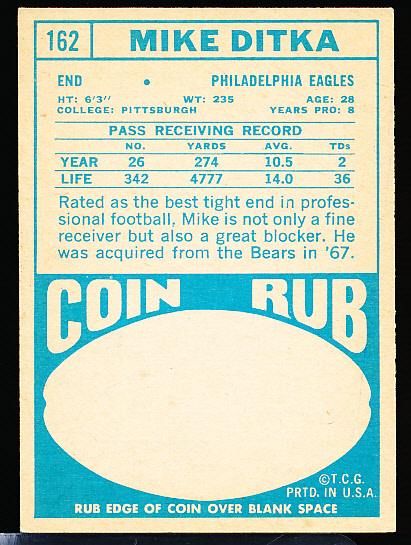 162 MIKE DITKA
END • PHILADELPHIA EAGLES
HT: 6'3" WT: 235 AGE: 28
COLLEGE: PITTSBURGH YEARS PRO: 8
PASS RECEIVING RECORD
NO. YARDS AVG. TDs
YEAR 26 274 10.5 2
LIFE 342 4777 14.0 36
Rated as the best tight end in profes-
sional football, Mike is not only a fine
receiver but also a great blocker. He
was acquired from the Bears in '67.
COIN RUB
©T.C.G.
PRTD. IN U.S.A.
RUB EDGE OF COIN OVER BLANK SPACE